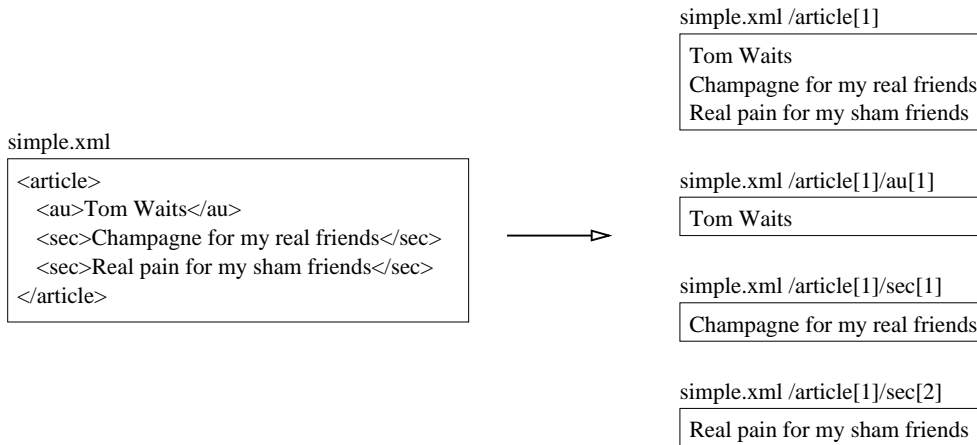 simple.xml
<article>
<au>Tom Waits</au>
<sec>Champagne for my real friends</sec>
<sec>Real pain for my sham friends</sec>
</article>
simple.xml /article[1]
Tom Waits
Champagne for my real friends
Real pain for my sham friends
simple.xml /article[1]/au[1]
Tom Waits
simple.xml /article[1]/sec[1]
Champagne for my real friends
simple.xml /article[1]/sec[2]
Real pain for my sham friends